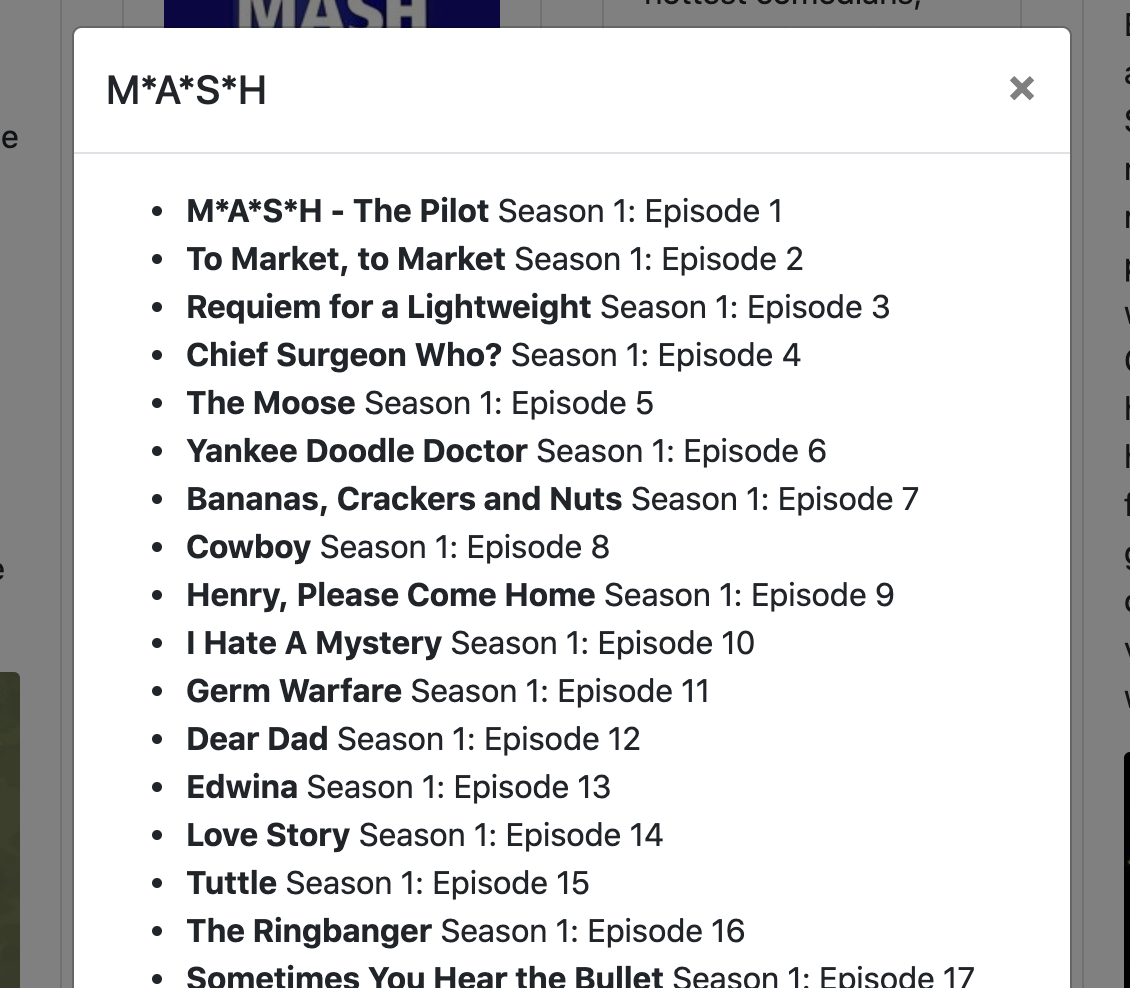 MASH
hottest comedians,
M*A*S*H
×
e
• M*A*S*H - The Pilot Season 1: Episode 1
• To Market, to Market Season 1: Episode 2
• Requiem for a Lightweight Season 1: Episode 3
• Chief Surgeon Who? Season 1: Episode 4
• The Moose Season 1: Episode 5
• Yankee Doodle Doctor Season 1: Episode 6
• Bananas, Crackers and Nuts Season 1: Episode 7
• Cowboy Season 1: Episode 8
e
• Henry, Please Come Home Season 1: Episode 9
• I Hate A Mystery Season 1: Episode 10
• Germ Warfare Season 1: Episode 11
• Dear Dad Season 1: Episode 12
• Edwina Season 1: Episode 13
• Love Story Season 1: Episode 14
• Tuttle Season 1: Episode 15
• The Ringbanger Season 1: Episode 16
• Sometimes You Hear the Bullet Season 1: Episode 17